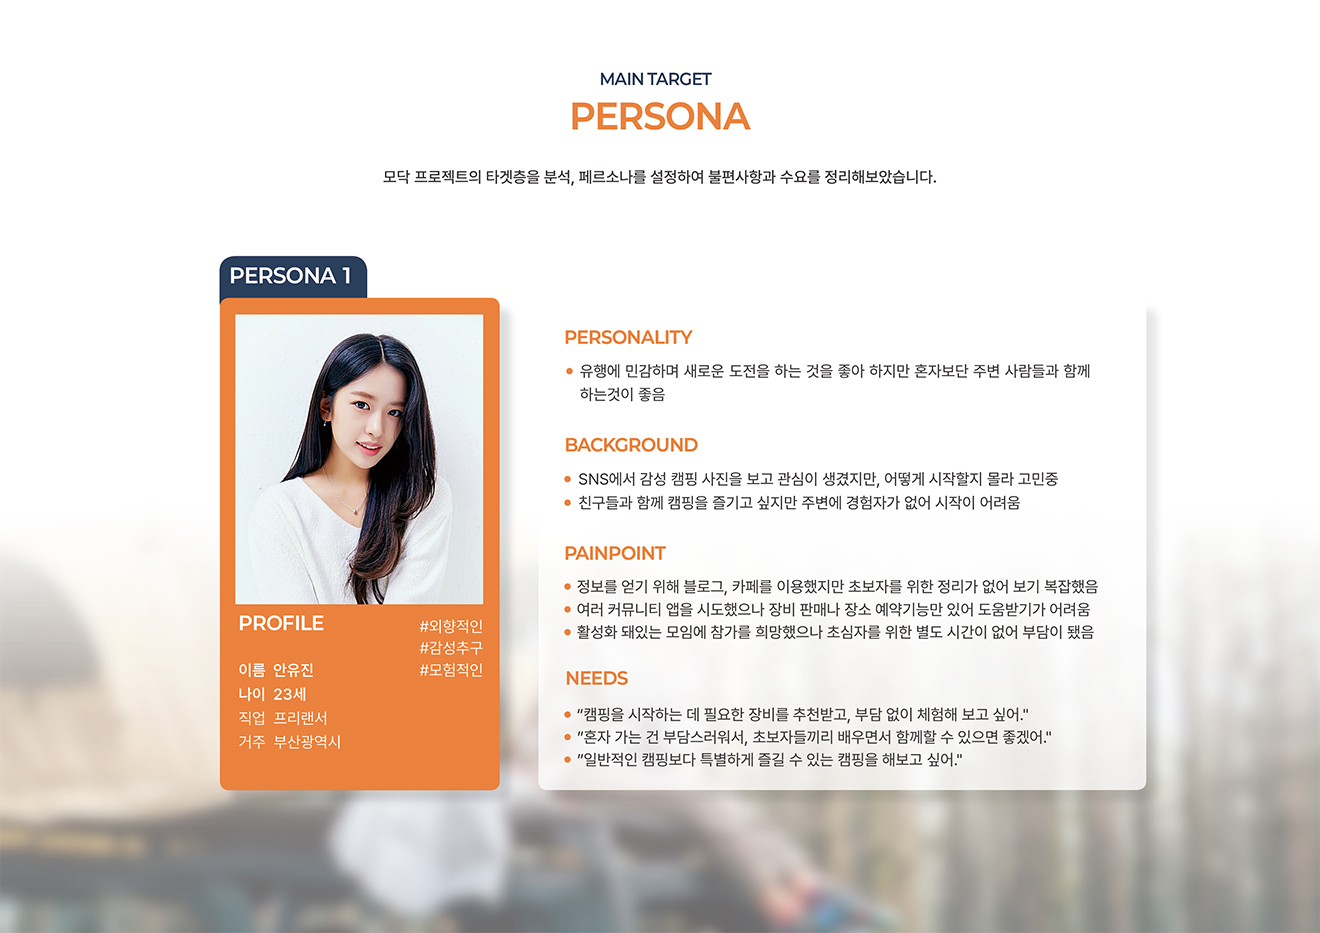 MAIN TARGET
PERSONA
모닥 프로젝트의 타겟층을 분석, 페르소나를 설정하여 불편사항과 수요를 정리해보았습니다.
PERSONA 1
PROFILE
#외향적인
#감성추구
#모험적인
이름 안유진
나이 23세
직업 프리랜서
거주 부산광역시
PERSONALITY
• 유행에 민감하며 새로운 도전을 하는 것을 좋아 하지만 혼자보단 주변 사람들과 함께
하는것이 좋음
BACKGROUND
• SNS에서 감성 캠핑 사진을 보고 관심이 생겼지만, 어떻게 시작할지 몰라 고민중
• 친구들과 함께 캠핑을 즐기고 싶지만 주변에 경험자가 없어 시작이 어려움
PAINPOINT
• 정보를 얻기 위해 블로그, 카페를 이용했지만 초보자를 위한 정리가 없어 보기 복잡했음
• 여러 커뮤니티 앱을 시도했으나 장비 판매나 장소 예약기능만 있어 도움받기가 어려움
• 활성화 돼있는 모임에 참가를 희망했으나 초심자를 위한 별도 시간이 없어 부담이 됐음
NEEDS
• "캠핑을 시작하는 데 필요한 장비를 추천받고, 부담 없이 체험해 보고 싶어."
• "혼자 가는 건 부담스러워서, 초보자들끼리 배우면서 함께할 수 있으면 좋겠어."
• "일반적인 캠핑보다 특별하게 즐길 수 있는 캠핑을 해보고 싶어."